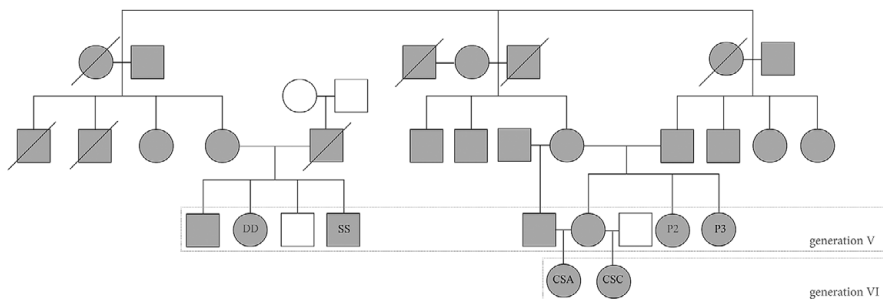 DD
SS
P2
P3
generation V
CSA
CSC
generation VI